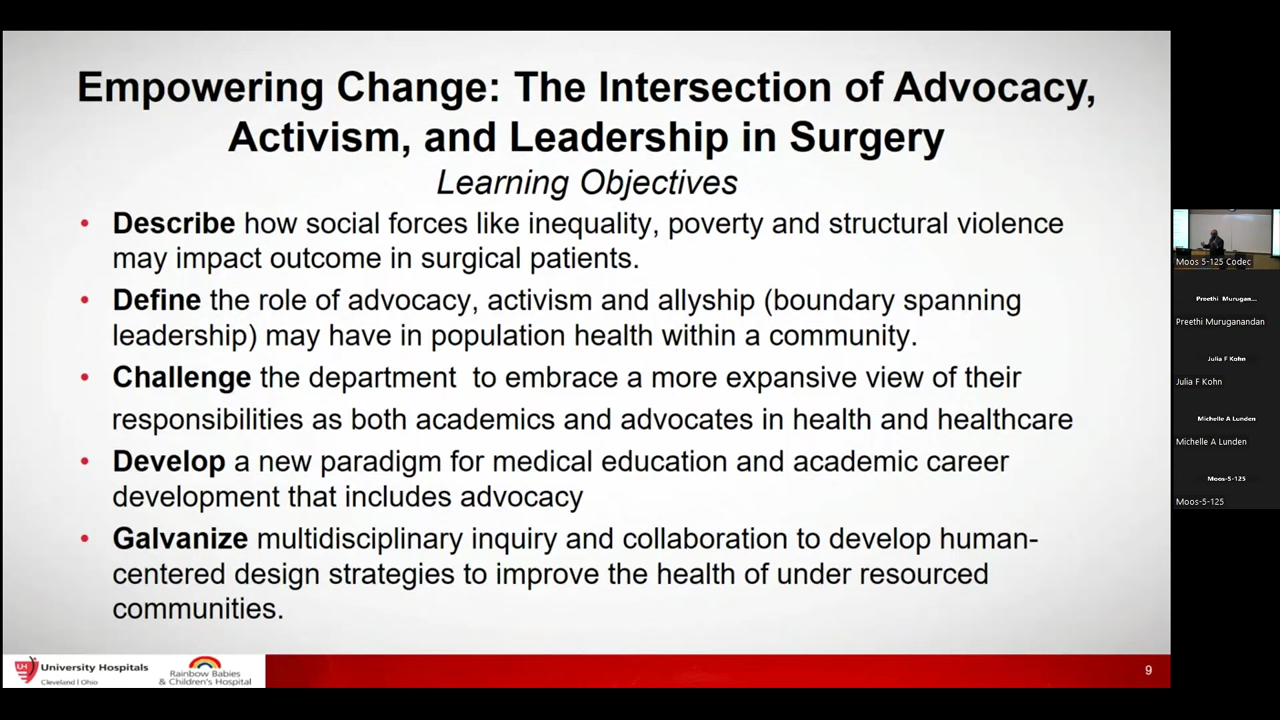 Empowering Change: The Intersection of Advocacy,
Activism, and Leadership in Surgery
Learning Objectives
• Describe how social forces like inequality, poverty and structural violence
may impact outcome in surgical patients.
• Define the role of advocacy, activism and allyship (boundary spanning
leadership) may have in population health within a community.
• Challenge the department to embrace a more expansive view of their
responsibilities as both academics and advocates in health and healthcare
• Develop a new paradigm for medical education and academic career
development that includes advocacy
• Galvanize multidisciplinary inquiry and collaboration to develop human-
centered design strategies to improve the health of under resourced
communities.
UH University Hospitals
Cleveland | Ohio
Rainbow Babies
& Children's Hospital
9
Moos 5-125 Codec
Preethi Murugan...
Preethi Muruganandan
Julia F Kohn
Julia F Kohn
Michelle A Lunden
Michelle A Lunden
Moos-5-125
Moos-5-125